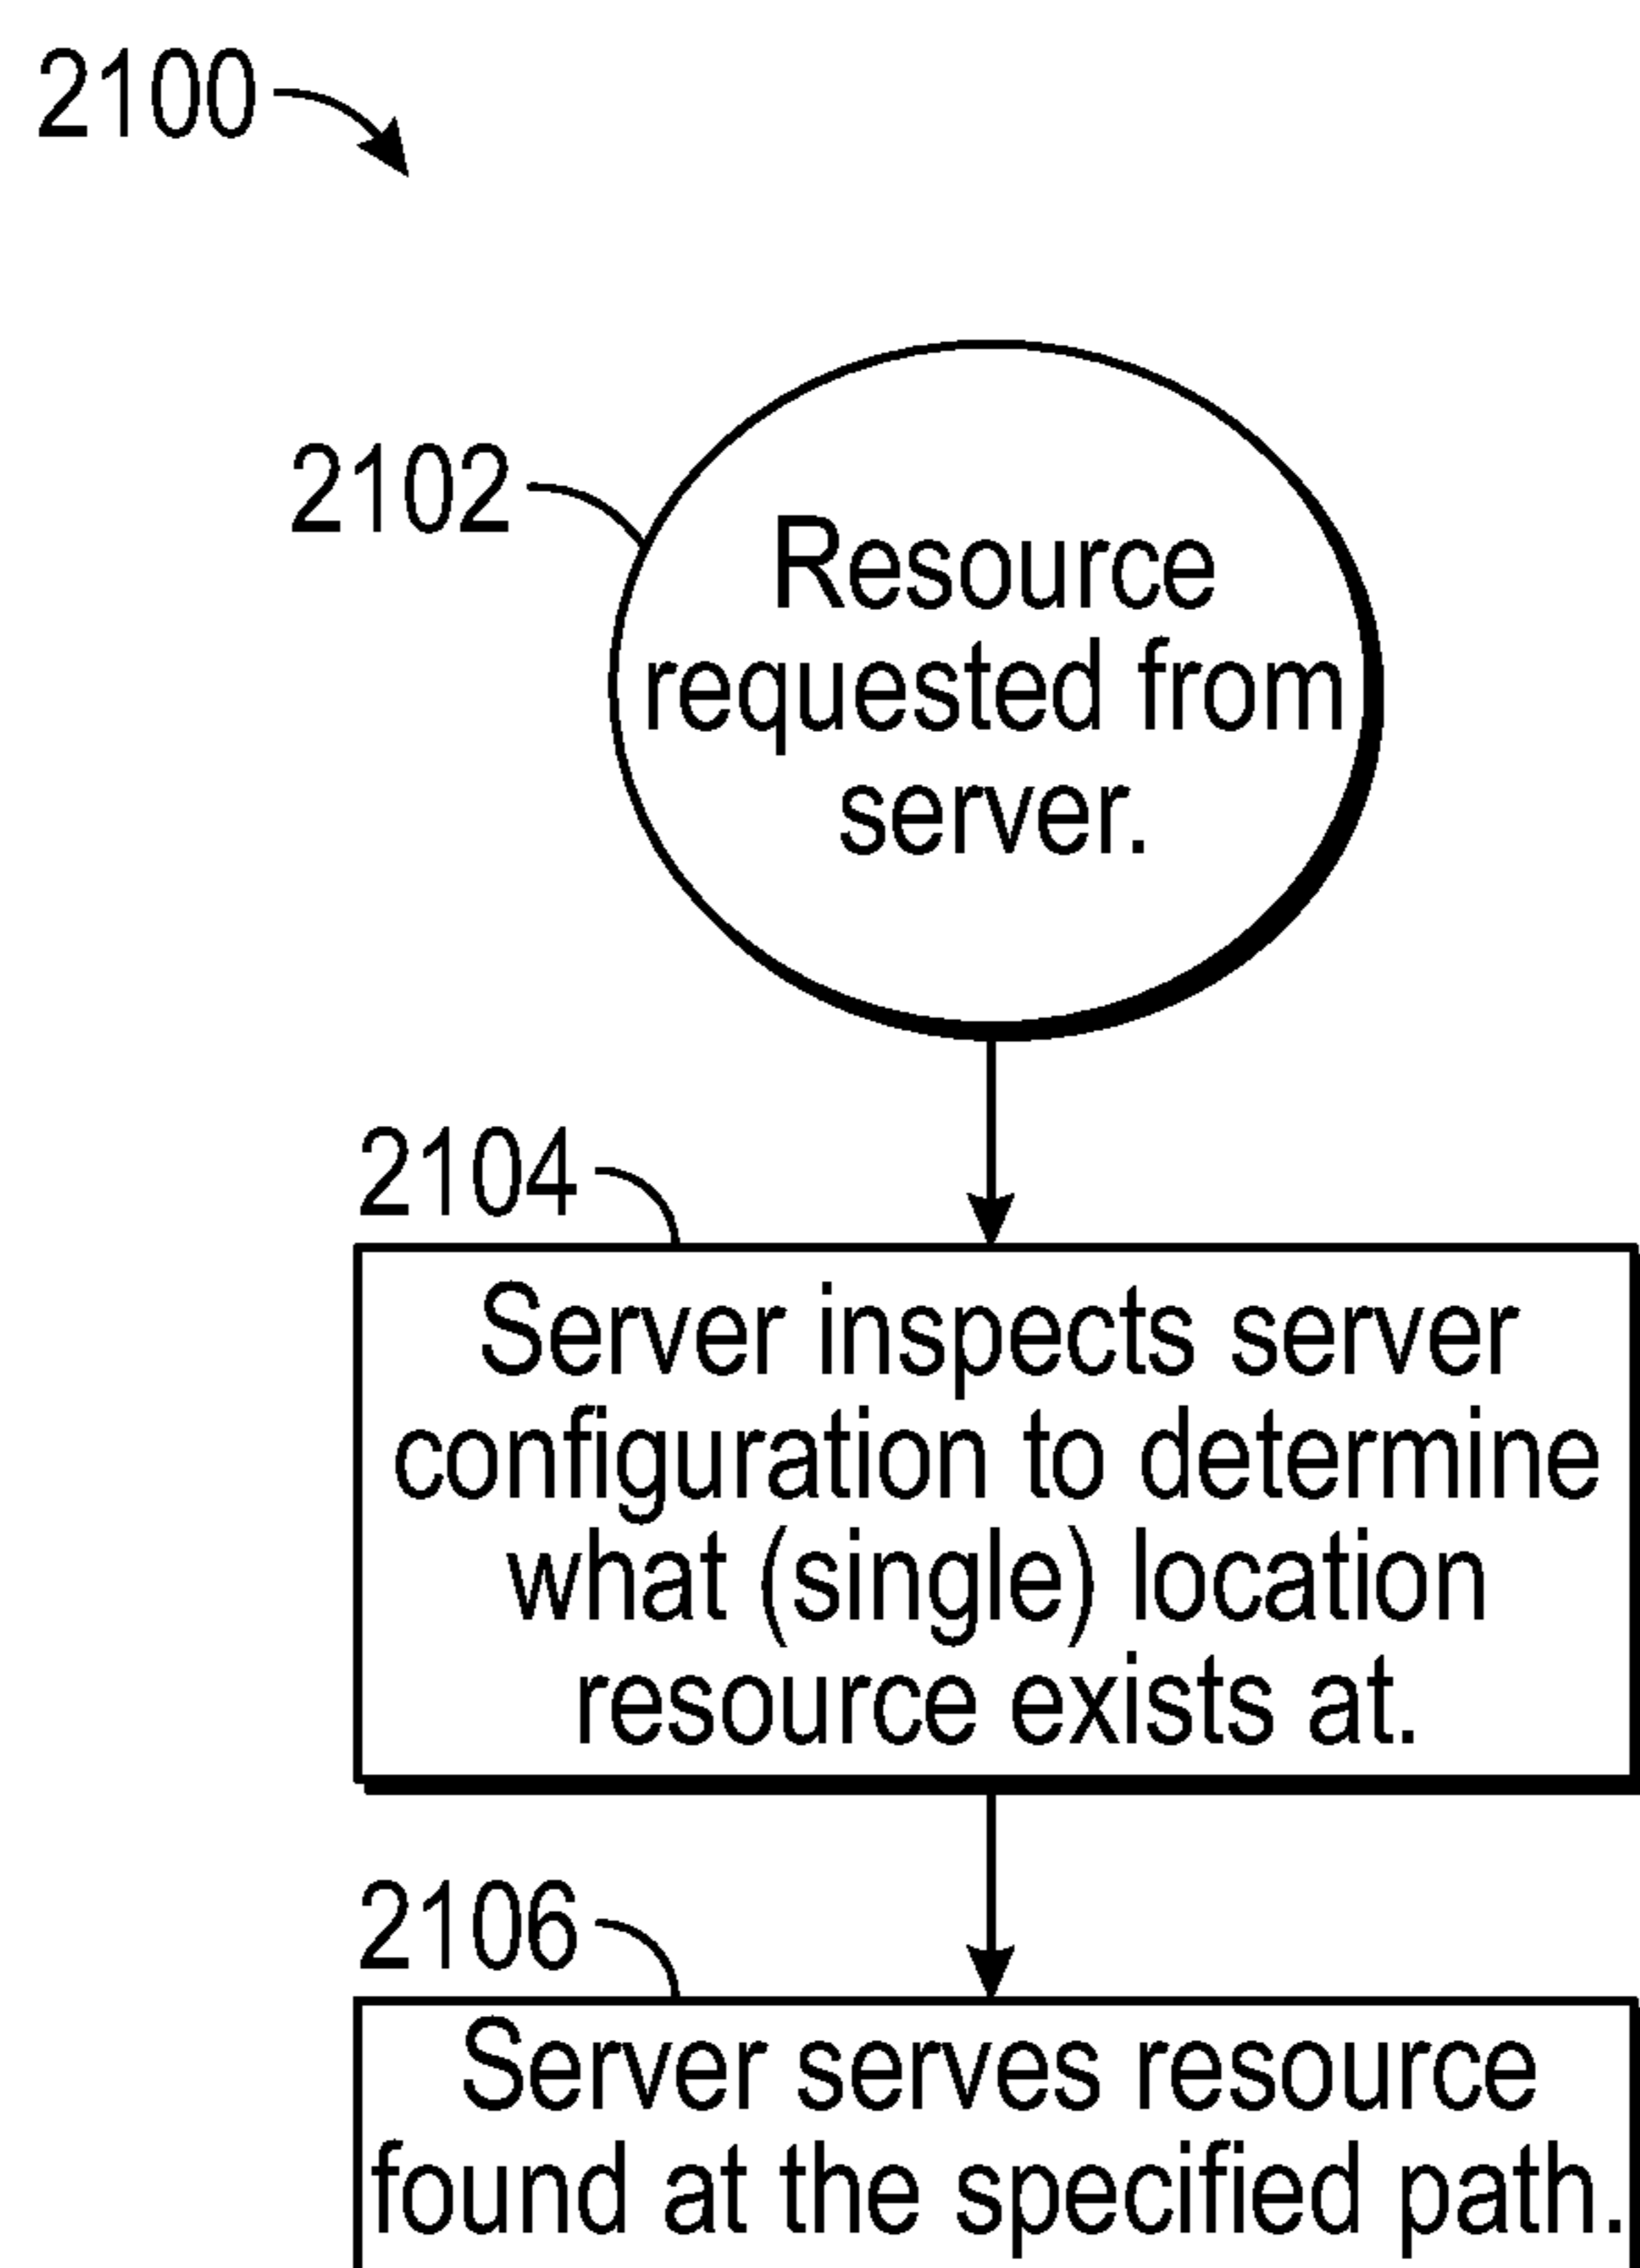 2100
2102
Resource
requested from
server.
2104
Server inspects server
configuration to determine
what (single) location
resource exists at.
2106
Server serves resource
found at the specified path.